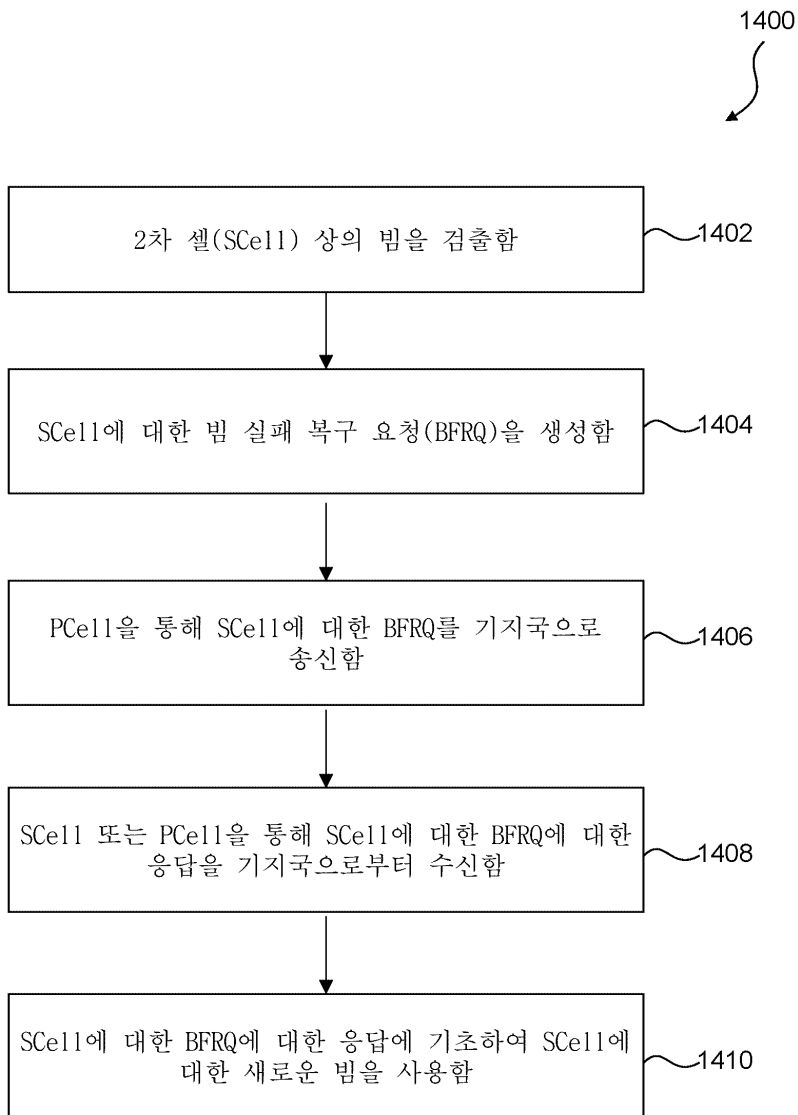 1400
2차 셀(SCell) 상의 빔을 검출함
1402
SCell에 대한 빔 실패 복구 요청(BFRQ)을 생성함
1404
PCell을 통해 SCell에 대한 BFRQ를 기지국으로
송신함
1406
SCell 또는 PCell을 통해 SCell에 대한 BFRQ에 대한
응답을 기지국으로부터 수신함
1408
SCell에 대한 BFRQ에 대한 응답에 기초하여 SCell에
대한 새로운 빔을 사용함
1410